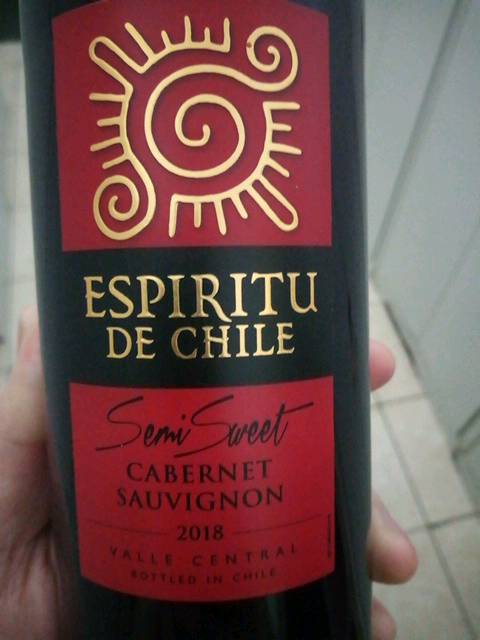 ESPIRITU
DE CHILE
Semi Sweet
CABERNET
SAUVIGNON
2018
VALLE CENTRAL
BOTTLED IN CHILE